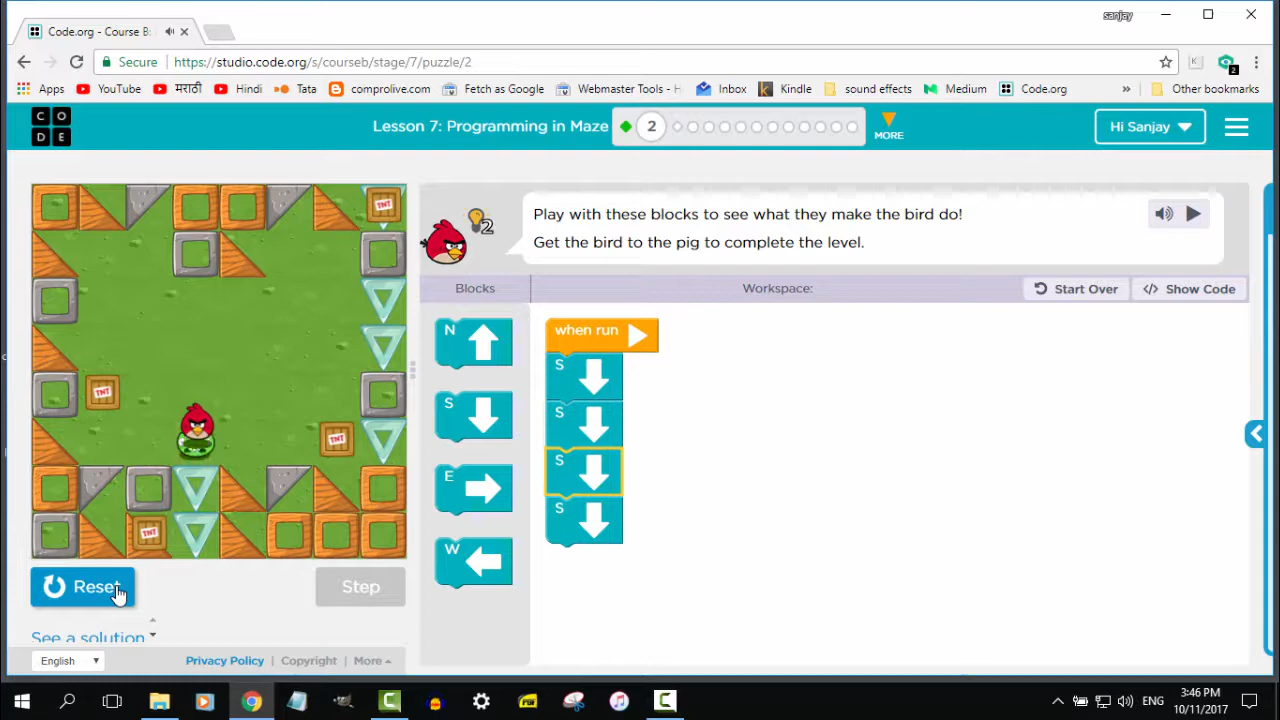 sanjay
Code.org - Course B:
Secure https://studio.code.org/s/courseb/stage/7/puzzle/2
2
Apps YouTube मराठी Hindi Tata comprolive.com Fetch as Google Webmaster Tools - H Inbox Kindle sound effects Medium Code.org » Other bookmarks
C O
D E
Lesson 7: Programming in Maze
2
MORE
Hi Sanjay
TNT
2
Play with these blocks to see what they make the bird do!
Get the bird to the pig to complete the level.
Blocks
Workspace:
Start Over
</> Show Code
N
S
E
W
when run
S
S
S
S
TNT
TNT
TNT
Reset
Step
See a solution
English
Privacy Policy
Copyright
More
ENG
3:46 PM
10/11/2017